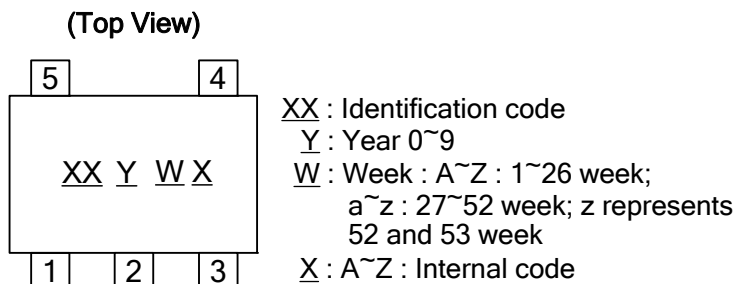 (Top View)
5 4
XX Y W X
1 2 3
XX : Identification code
Y : Year 0~9
W : Week : A~Z : 1~26 week;
a~z : 27~52 week; z represents
52 and 53 week
X : A~Z : Internal code